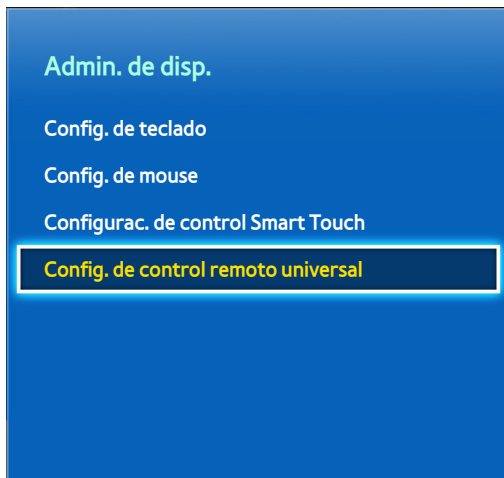 Admin. de disp.
Config. de teclado
Config. de mouse
Configurac. de control Smart Touch
Config. de control remoto universal